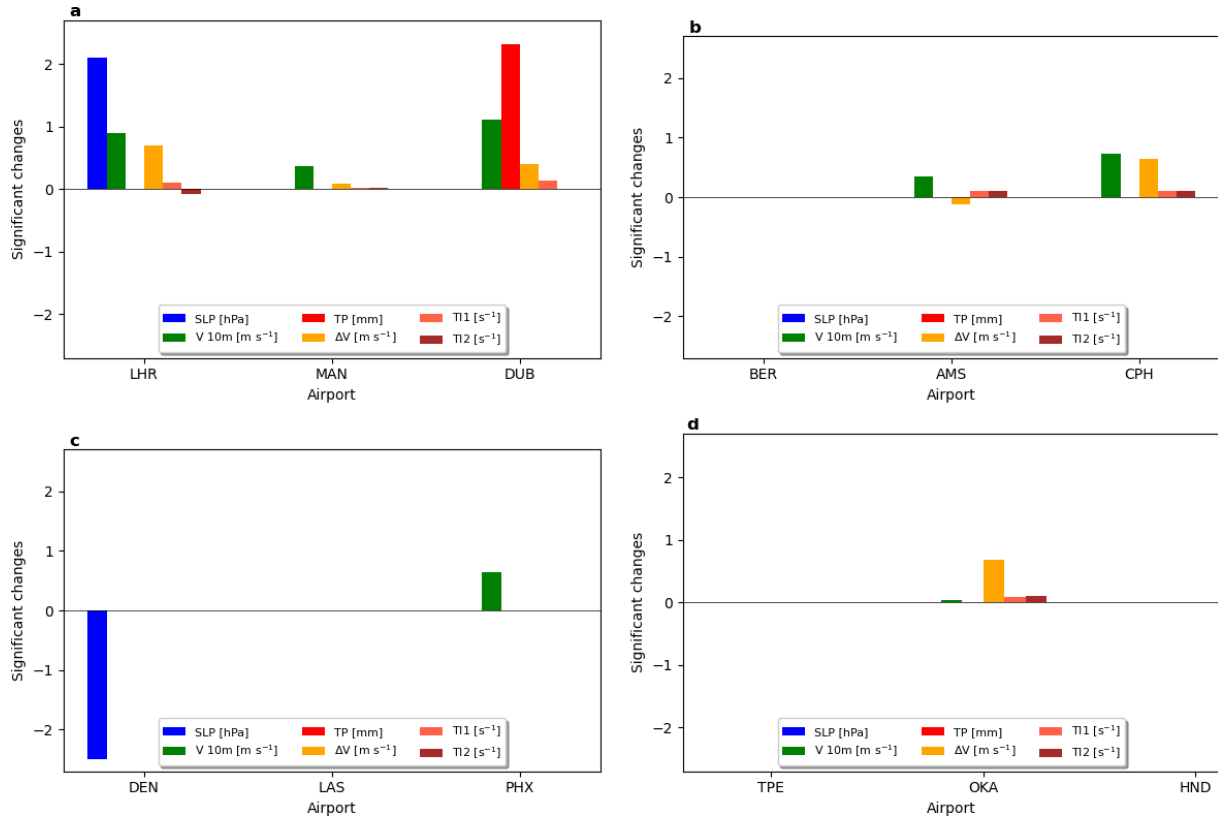 a
Significant changes
2
1
0
−1
−2
SLP [hPa]
V 10m [m s⁻¹]
TP [mm]
ΔV [m s⁻¹]
TI1 [s⁻¹]
TI2 [s⁻¹]
LHR MAN DUB
Airport
b
Significant changes
2
1
0
−1
−2
SLP [hPa]
V 10m [m s⁻¹]
TP [mm]
ΔV [m s⁻¹]
TI1 [s⁻¹]
TI2 [s⁻¹]
BER AMS CPH
Airport
c
Significant changes
2
1
0
−1
−2
SLP [hPa]
V 10m [m s⁻¹]
TP [mm]
ΔV [m s⁻¹]
TI1 [s⁻¹]
TI2 [s⁻¹]
DEN LAS PHX
Airport
d
Significant changes
2
1
0
−1
−2
SLP [hPa]
V 10m [m s⁻¹]
TP [mm]
ΔV [m s⁻¹]
TI1 [s⁻¹]
TI2 [s⁻¹]
TPE OKA HND
Airport